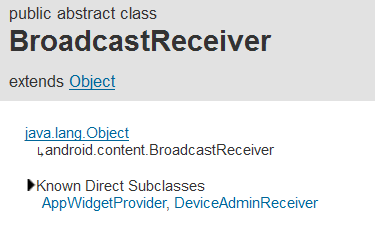 public abstract class
BroadcastReceiver
extends Object
java.lang.Object
↳android.content.BroadcastReceiver
Known Direct Subclasses
AppWidgetProvider, DeviceAdminReceiver